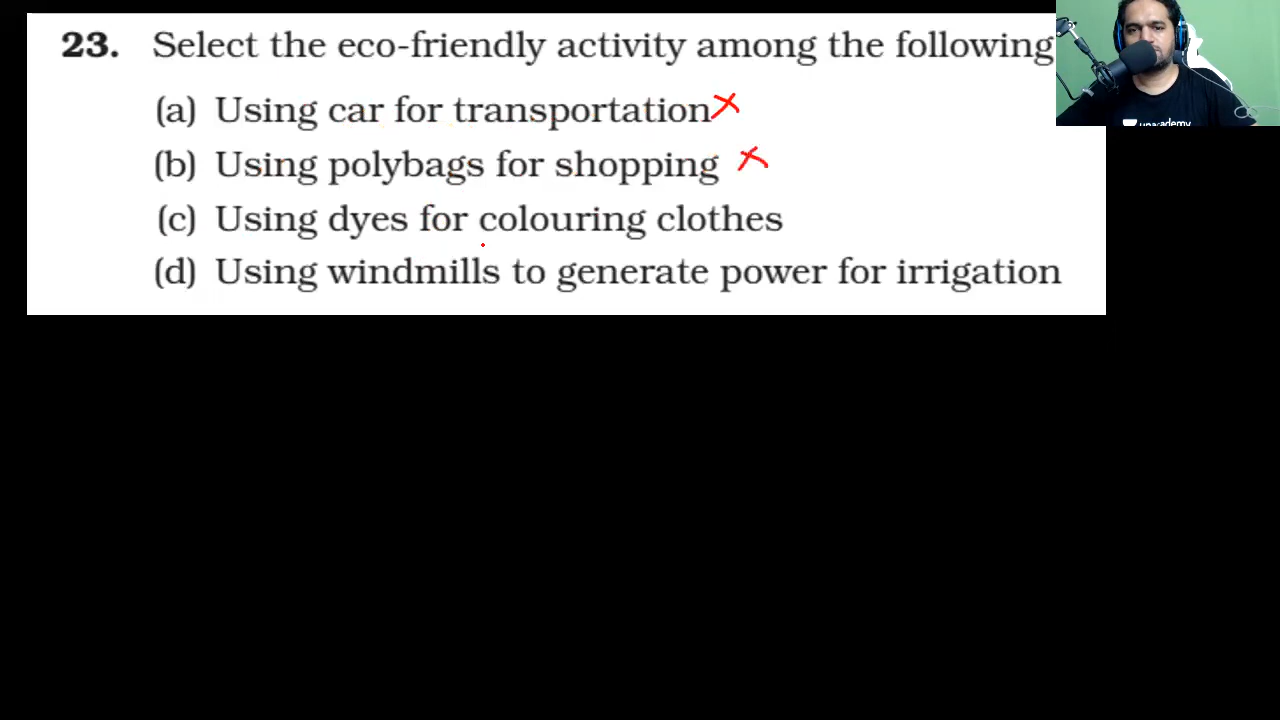 23. Select the eco-friendly activity among the following
(a) Using car for transportation
(b) Using polybags for shopping
(c) Using dyes for colouring clothes
(d) Using windmills to generate power for irrigation
unacademy